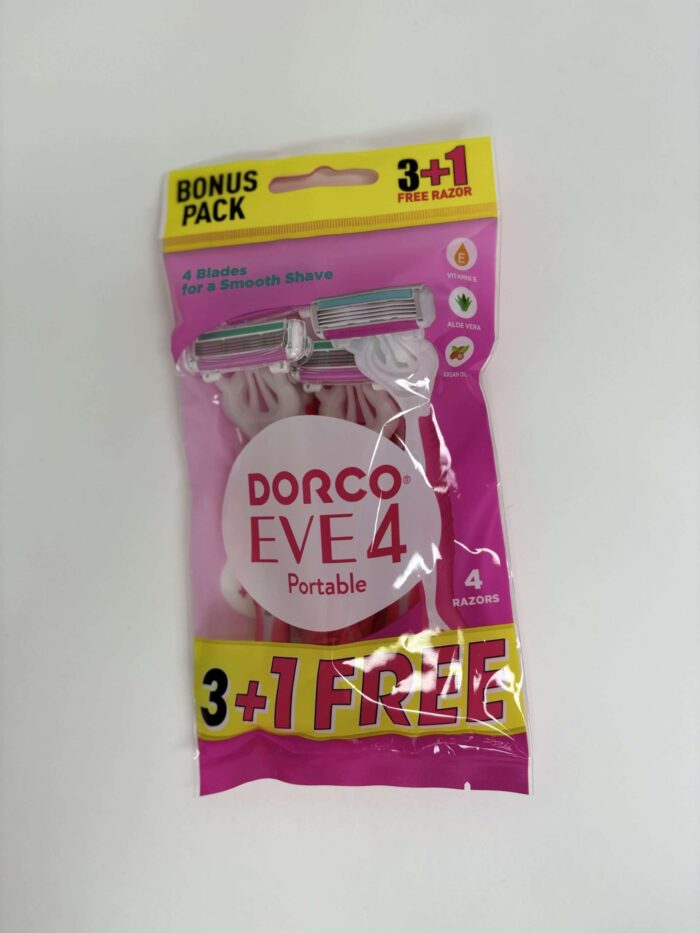 BONUS
PACK
3+1
FREE RAZOR
4 Blades
for a Smooth Shave
E
VITAMIN E
ALOE VERA
ARGAN OIL
DORCO®
EVE 4
Portable
4
RAZORS
3+1 FREE